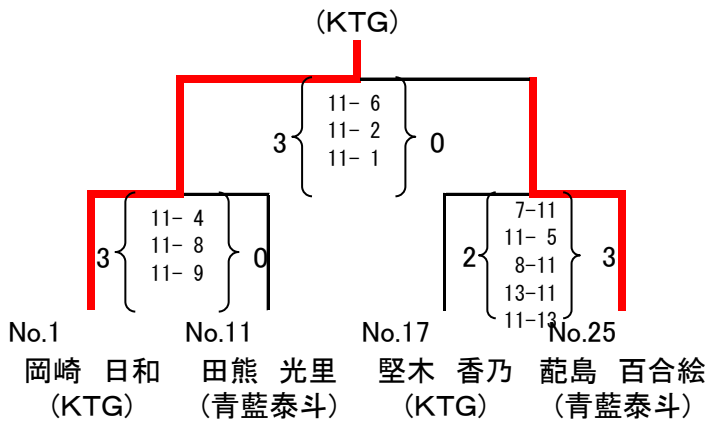 (KTG)
11- 6
11- 2
11- 1
3
0
11- 4
11- 8
11- 9
3
0
7-11
11- 5
8-11
13-11
11-13
2
3
No.1
No.11
No.17
No.25
岡崎 日和
田熊 光里
堅木 香乃
蓜島 百合絵
(KTG)
(青藍泰斗)
(KTG)
(青藍泰斗)